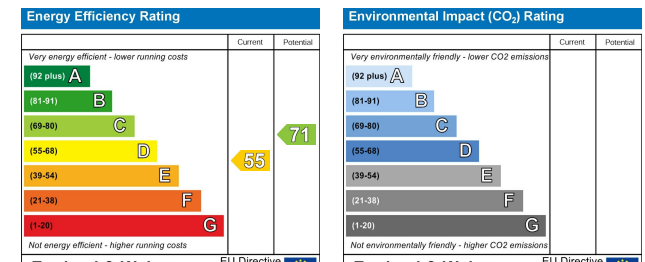 Energy Efficiency Rating
Current Potential
Very energy efficient - lower running costs
(92 plus) A
(81-91) B
(69-80) C
(55-68) D
(39-54) E
(21-38) F
(1-20) G
55
71
Not energy efficient - higher running costs
EU Directive
Environmental Impact (CO₂) Rating
Current Potential
Very environmentally friendly - lower CO2 emissions
(92 plus) A
(81-91) B
(69-80) C
(55-68) D
(39-54) E
(21-38) F
(1-20) G
Not environmentally friendly - higher CO2 emissions
EU Directive